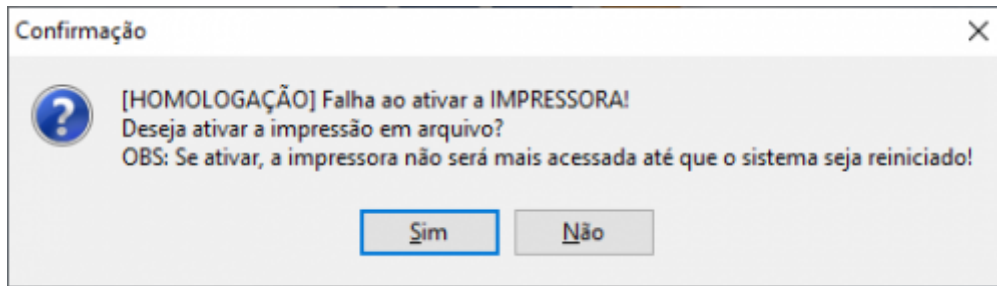 Confirmação
[HOMOLOGAÇÃO] Falha ao ativar a IMPRESSORA!
Deseja ativar a impressão em arquivo?
OBS: Se ativar, a impressora não será mais acessada até que o sistema seja reiniciado!
Sim
Não